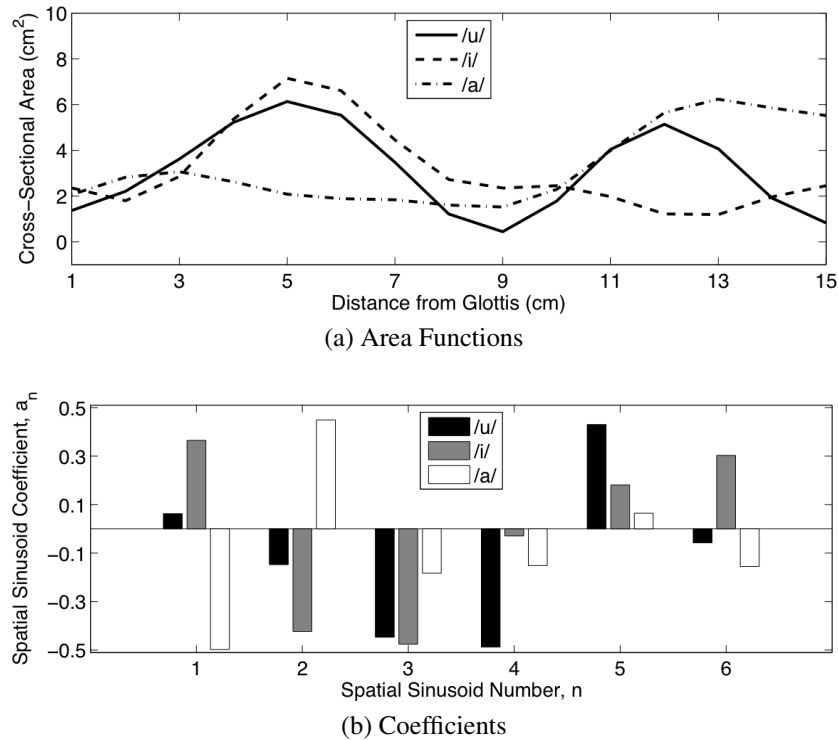 10
8
6
4
2
0
Cross-Sectional Area (cm²)
/u/
/i/
/a/
1 3 5 7 9 11 13 15
Distance from Glottis (cm)
(a) Area Functions
0.5
0.3
0.1
-0.1
-0.3
-0.5
Spatial Sinusoid Coefficient, aₙ
/u/
/i/
/a/
1 2 3 4 5 6
Spatial Sinusoid Number, n
(b) Coefficients